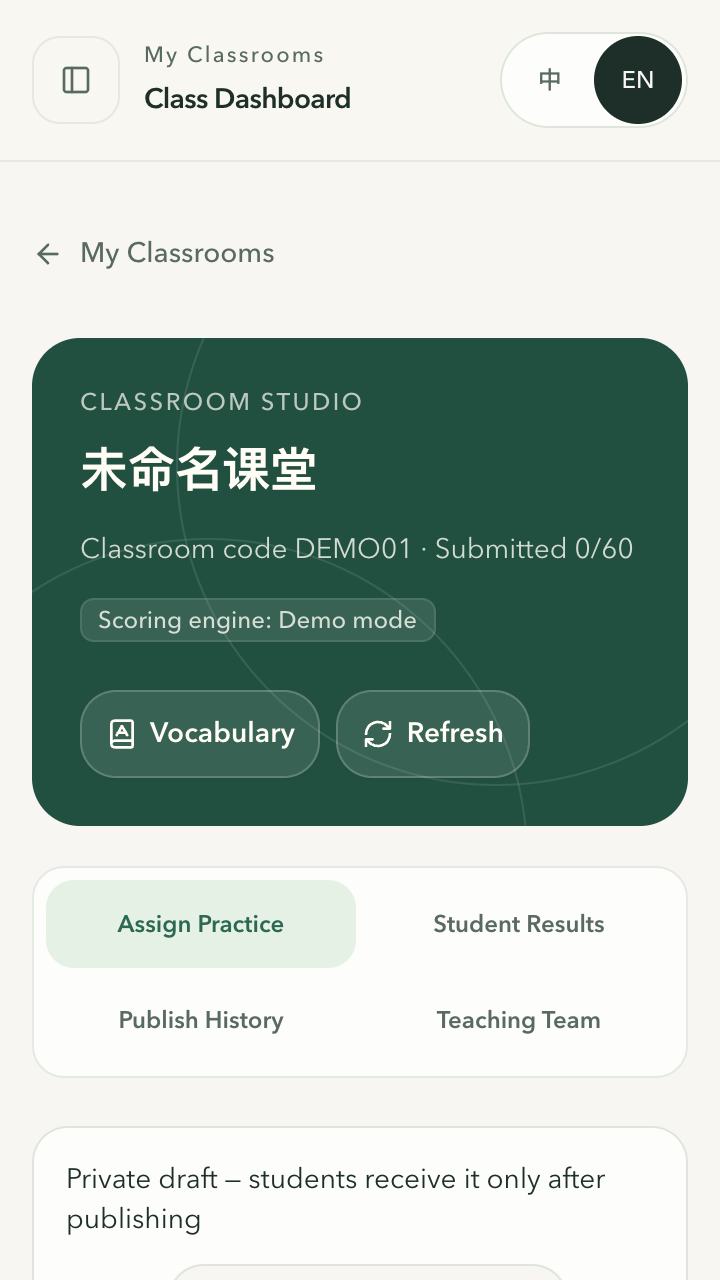 My Classrooms
Class Dashboard
中
EN
My Classrooms
CLASSROOM STUDIO
未命名课堂
Classroom code DEMO01 · Submitted 0/60
Scoring engine: Demo mode
Vocabulary
Refresh
Assign Practice
Student Results
Publish History
Teaching Team
Private draft – students receive it only after
publishing